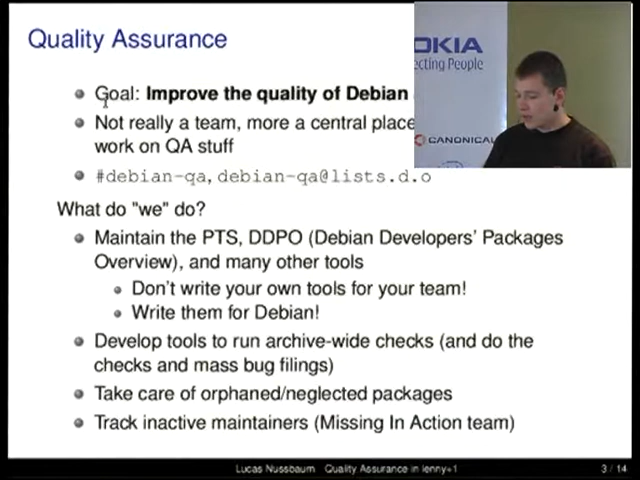 Quality Assurance
Goal: Improve the quality of Debian
Not really a team, more a central place
work on QA stuff
#debian-qa, debian-qa@lists.d.o
What do "we" do?
Maintain the PTS, DDPO (Debian Developers' Packages
Overview), and many other tools
Don't write your own tools for your team!
Write them for Debian!
Develop tools to run archive-wide checks (and do the
checks and mass bug filings)
Take care of orphaned/neglected packages
Track inactive maintainers (Missing In Action team)
OKIA
ecting People
CANONICAL
Lucas Nussbaum Quality Assurance in lenny+1 3 / 14